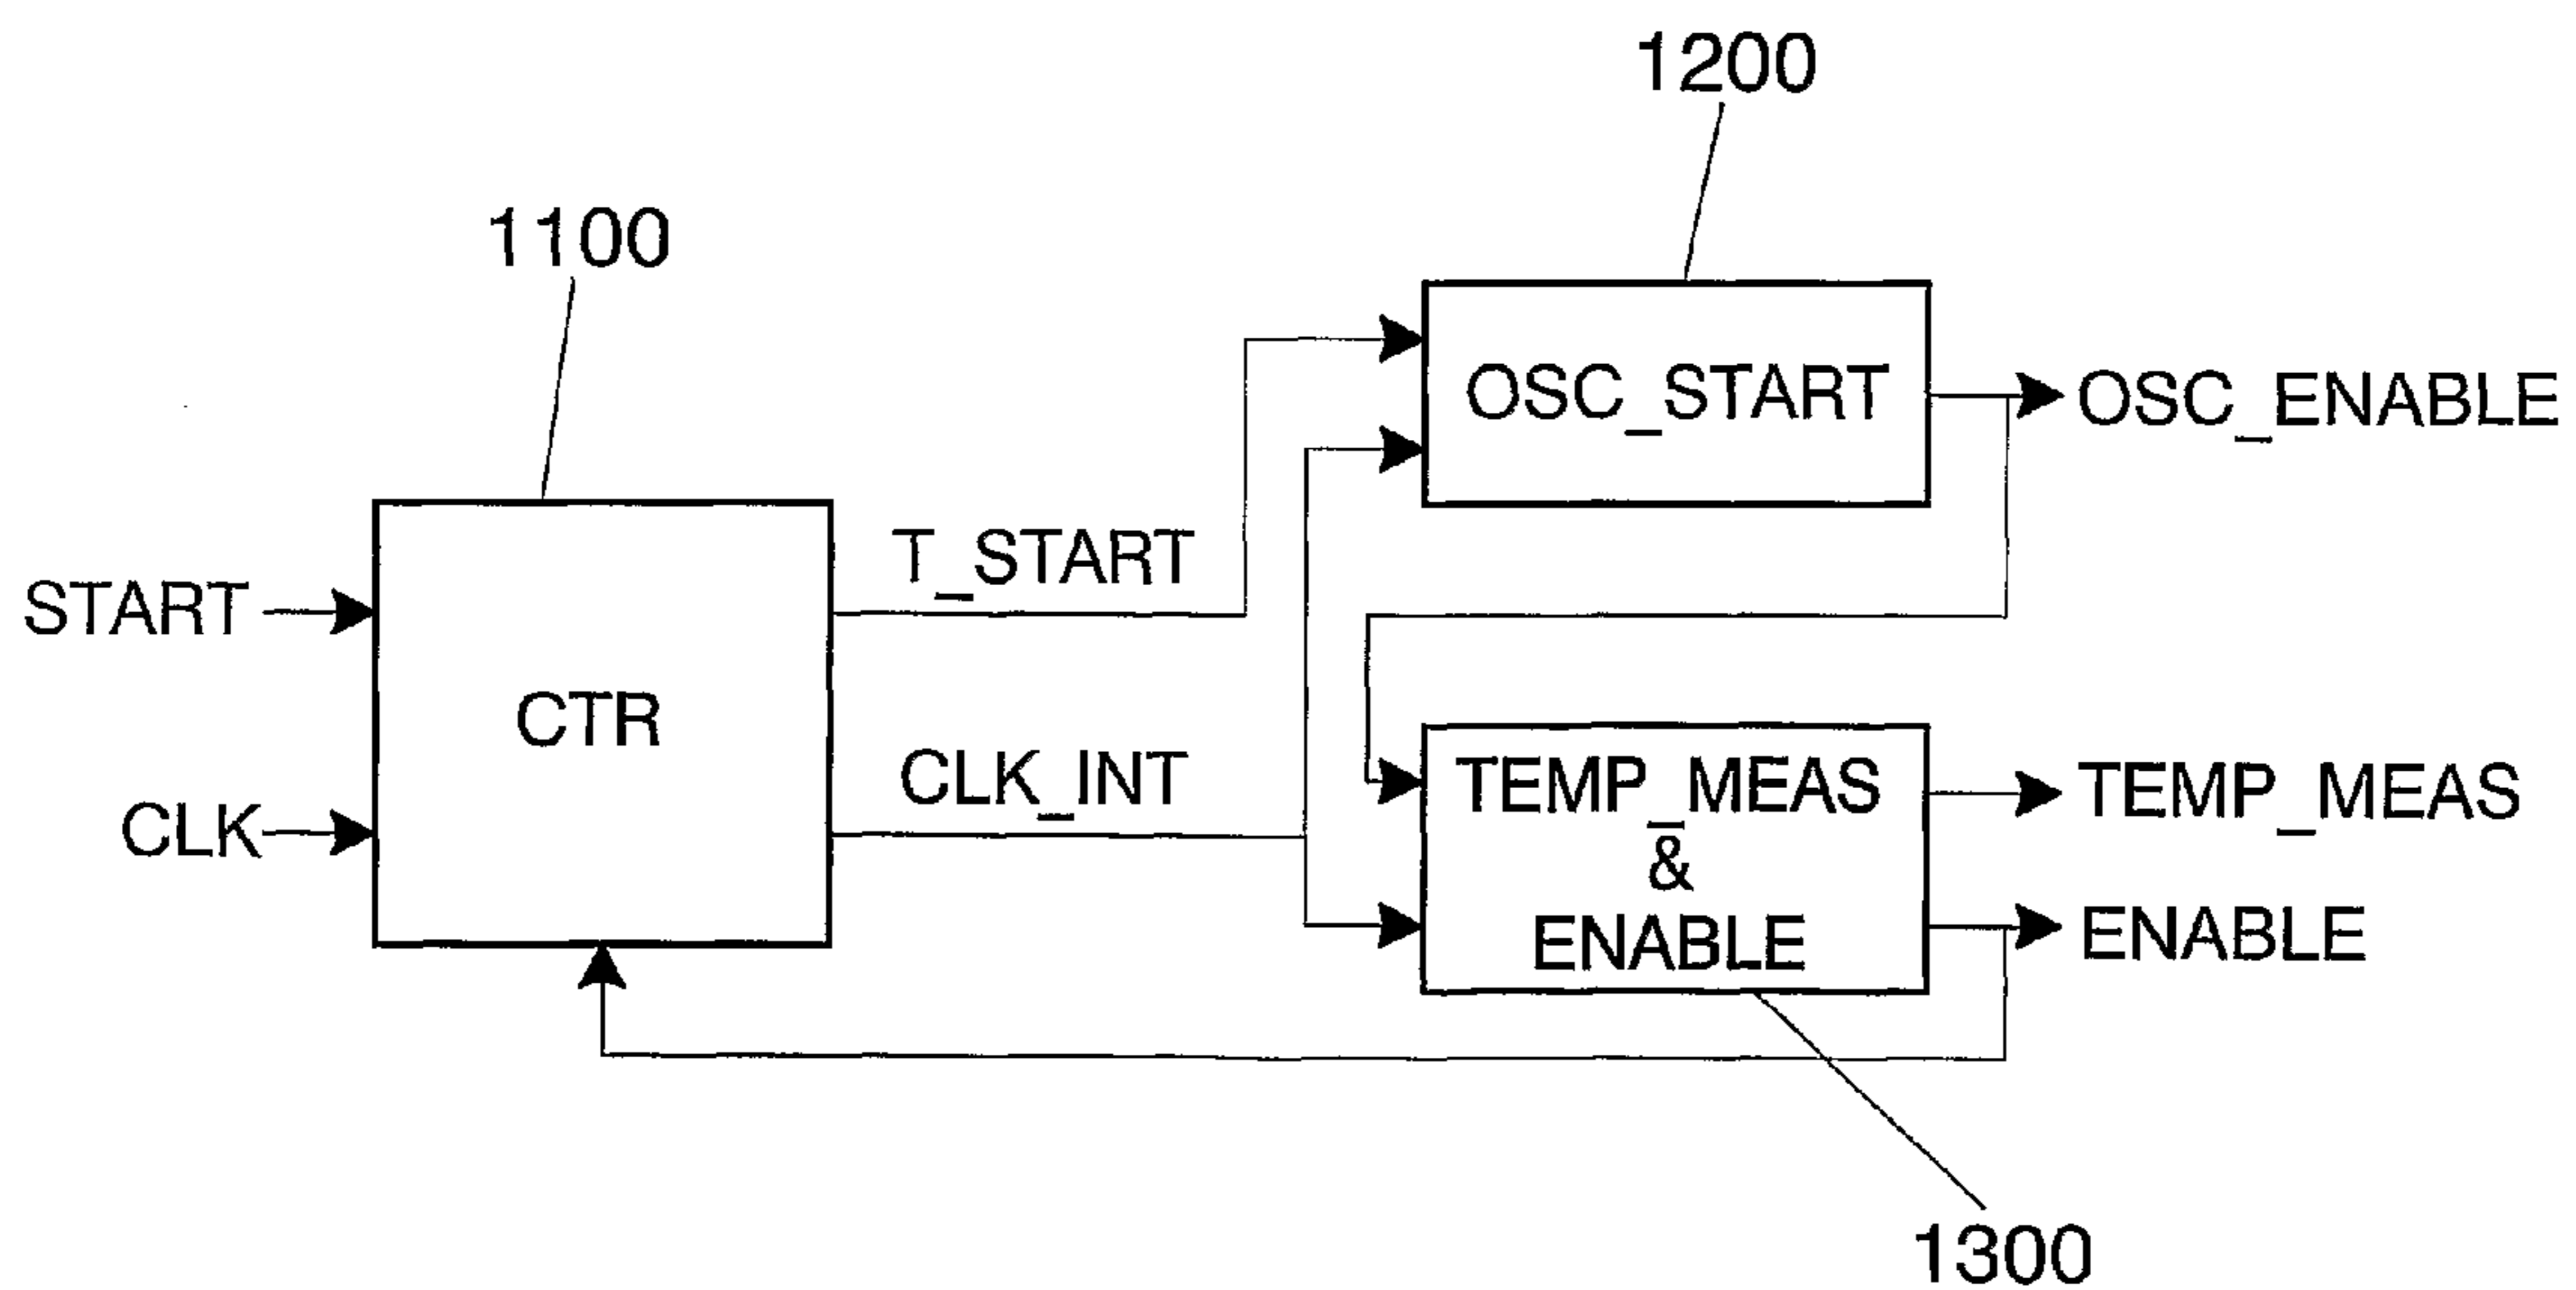 1200
1100
OSC_START
OSC_ENABLE
T_START
START
CTR
CLK_INT
CLK
TEMP_MEAS
&
ENABLE
TEMP_MEAS
ENABLE
1300